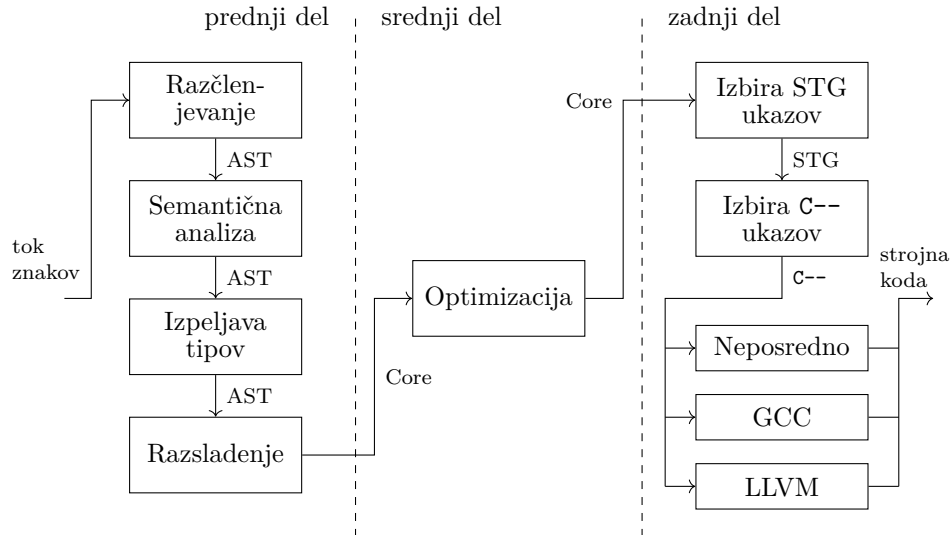 prednji del
srednji del
zadnji del
tok
znakov
Razčlen-
jevanje
AST
Semantična
analiza
AST
Izpeljava
tipov
AST
Razsladenje
Core
Optimizacija
Core
Izbira STG
ukazov
STG
Izbira C--
ukazov
C--
Neposredno
GCC
LLVM
strojna
koda